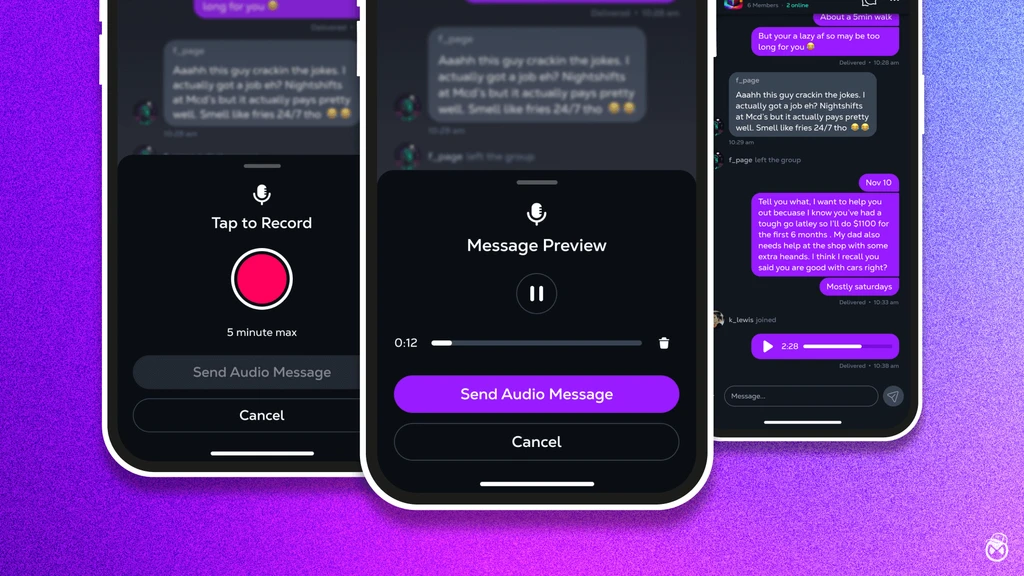 long for you 😂
Delivered •
f_page
Aaahh this guy crackin the jokes. I
actually got a job eh? Nightshifts
at Mcd's but it actually pays pretty
well. Smell like fries 24/7 tho 😂😂
10:29 am
Tap to Record
5 minute max
Send Audio Message
Cancel
Delivered • 10:28 am
f_page
Aaahh this guy crackin the jokes. I
actually got a job eh? Nightshifts
at Mcd's but it actually pays pretty
well. Smell like fries 24/7 tho 😂😂
10:29 am
f_page left the group
Message Preview
0:12
Send Audio Message
Cancel
6 Members • 2 online
About a 5min walk
But your a lazy af so may be too
long for you 😂
Delivered • 10:28 am
f_page
Aaahh this guy crackin the jokes. I
actually got a job eh? Nightshifts
at Mcd's but it actually pays pretty
well. Smell like fries 24/7 tho 😂😂
10:29 am
f_page left the group
Nov 10
Tell you what, I want to help you
out becuase I know you've had a
tough go latley so I'll do $1100 for
the first 6 months . My dad also
needs help at the shop with some
extra heands. I think I recall you
said you are good with cars right?
Mostly saturdays
Delivered • 10:33 am
k_lewis joined
2:28
Delivered • 10:39 am
Message...